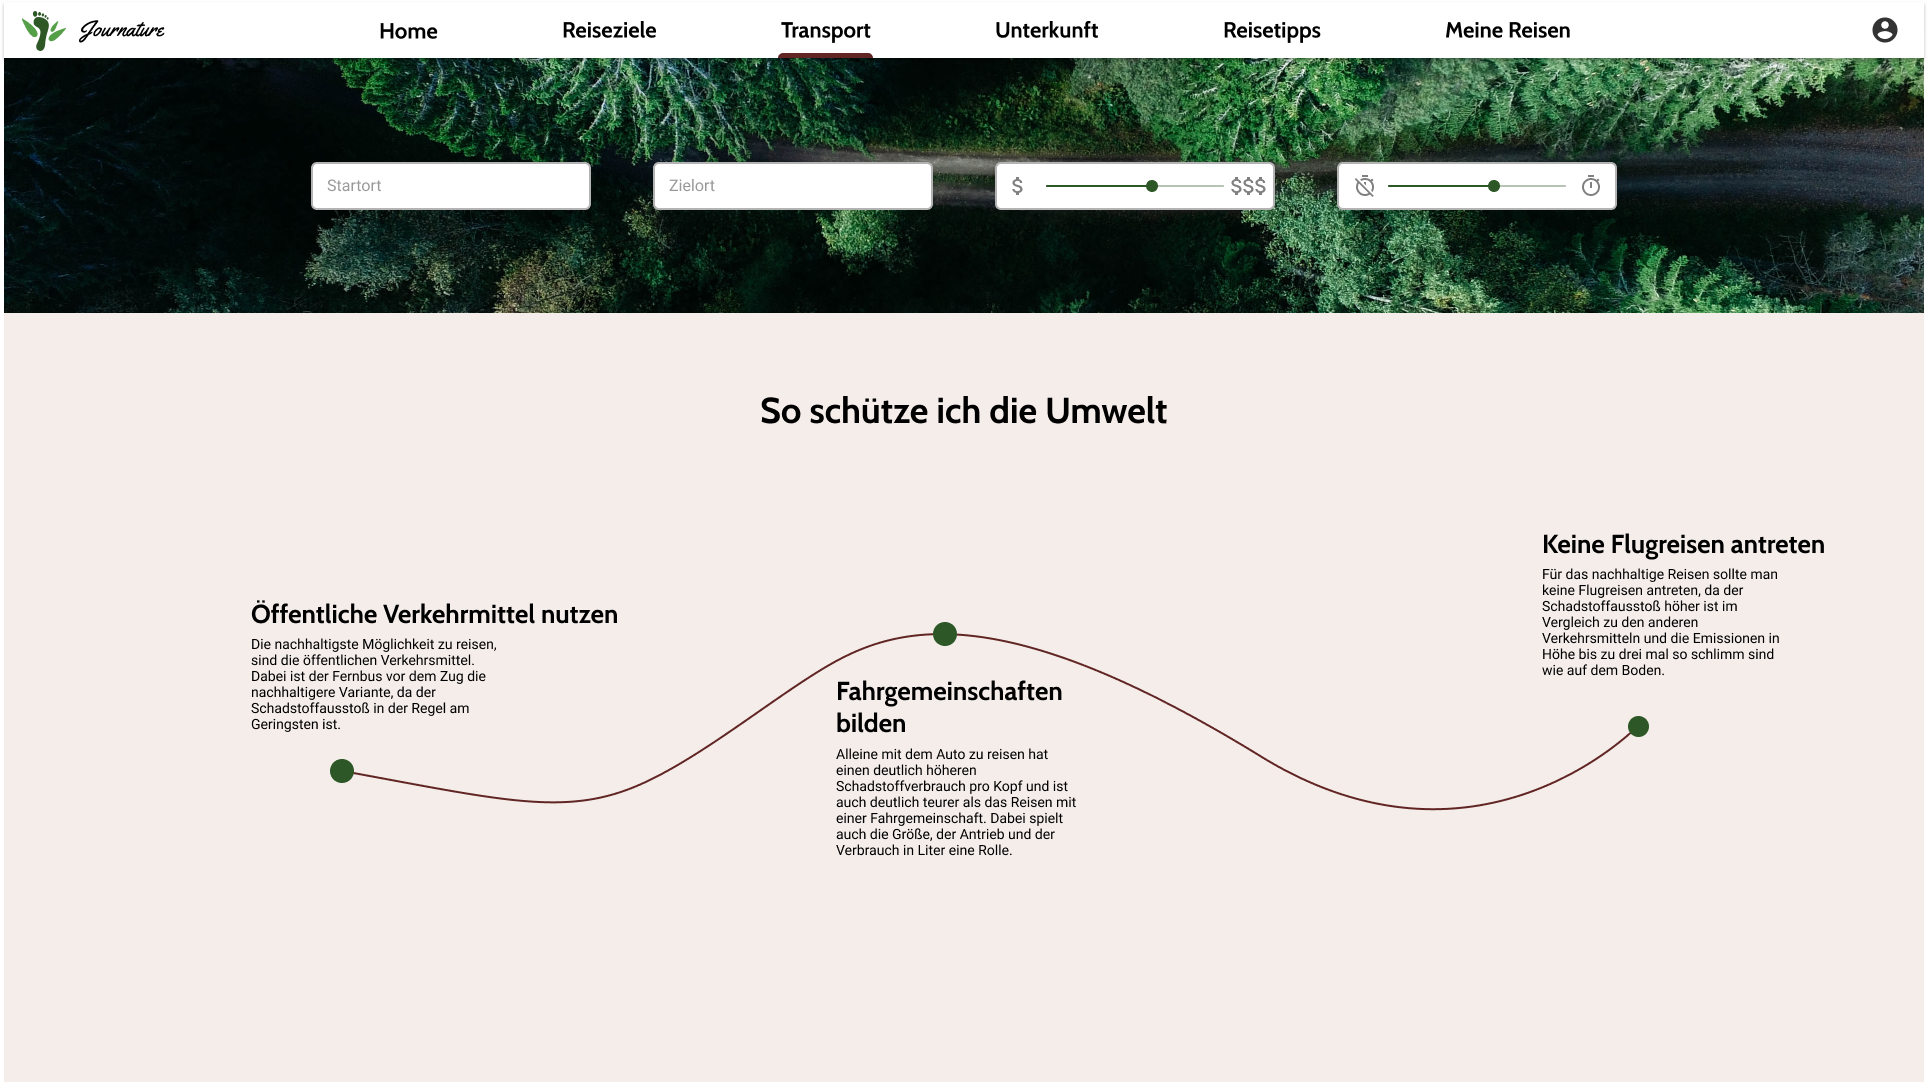 Journature
Home
Reiseziele
Transport
Unterkunft
Reisetipps
Meine Reisen
Startort
Zielort
$
$$$
So schütze ich die Umwelt
Öffentliche Verkehrmittel nutzen
Die nachhaltigste Möglichkeit zu reisen,
sind die öffentlichen Verkehrsmittel.
Dabei ist der Fernbus vor dem Zug die
nachhaltigere Variante, da der
Schadstoffausstoß in der Regel am
Geringsten ist.
Fahrgemeinschaften
bilden
Alleine mit dem Auto zu reisen hat
einen deutlich höheren
Schadstoffverbrauch pro Kopf und ist
auch deutlich teurer als das Reisen mit
einer Fahrgemeinschaft. Dabei spielt
auch die Größe, der Antrieb und der
Verbrauch in Liter eine Rolle.
Keine Flugreisen antreten
Für das nachhaltige Reisen sollte man
keine Flugreisen antreten, da der
Schadstoffausstoß höher ist im
Vergleich zu den anderen
Verkehrsmitteln und die Emissionen in
Höhe bis zu drei mal so schlimm sind
wie auf dem Boden.